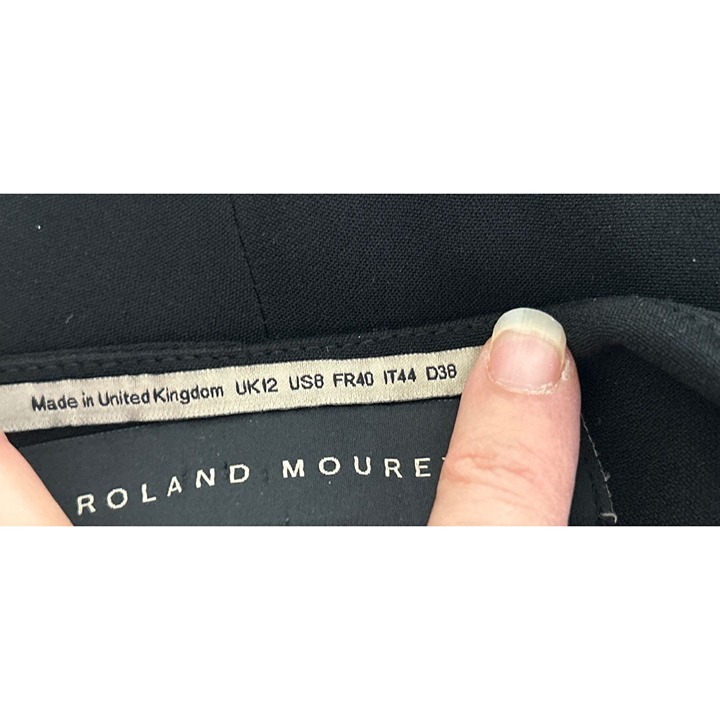 Made in United Kingdom UK12 US8 FR40 IT44 D38
ROLAND MOURE